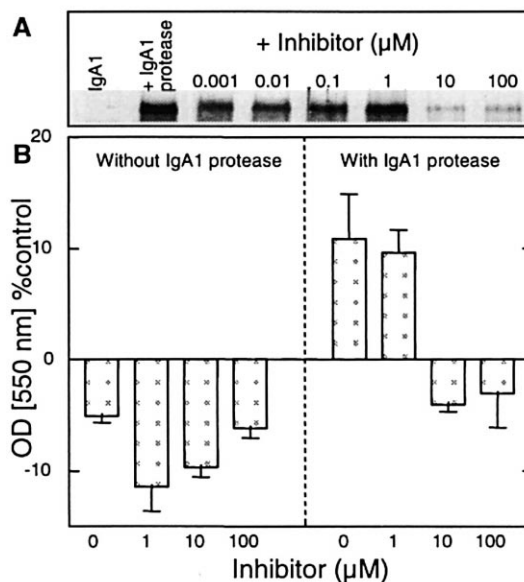 A
IgA1
+ IgA1 protease
+ Inhibitor (µM)
0.001 0.01 0.1 1 10 100
B
Without IgA1 protease
With IgA1 protease
OD [550 nm] %control
20
10
0
-10
0 1 10 100
0 1 10 100
Inhibitor (µM)